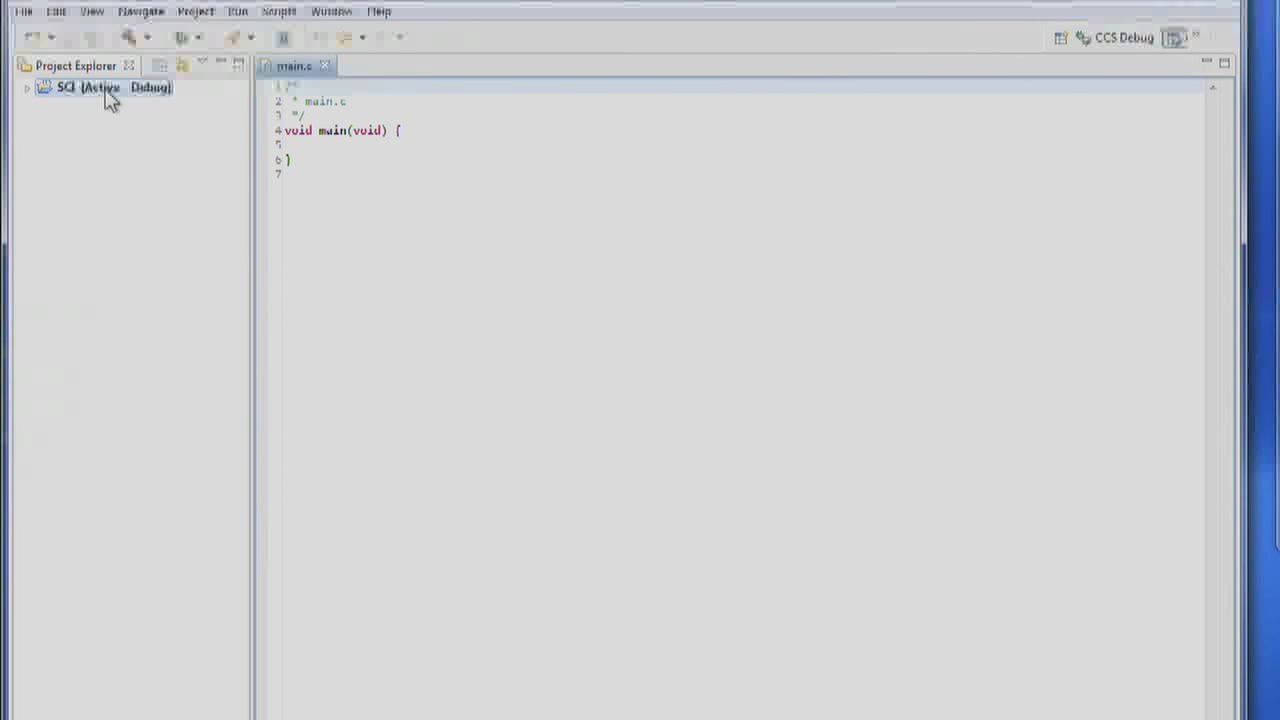 File Edit View Navigate Project Run Scripts Window Help
CCS Debug
Project Explorer
main.c
SCI [Active - Debug]
1 /*
2 * main.c
3 */
4 void main(void) {
5
6 }
7